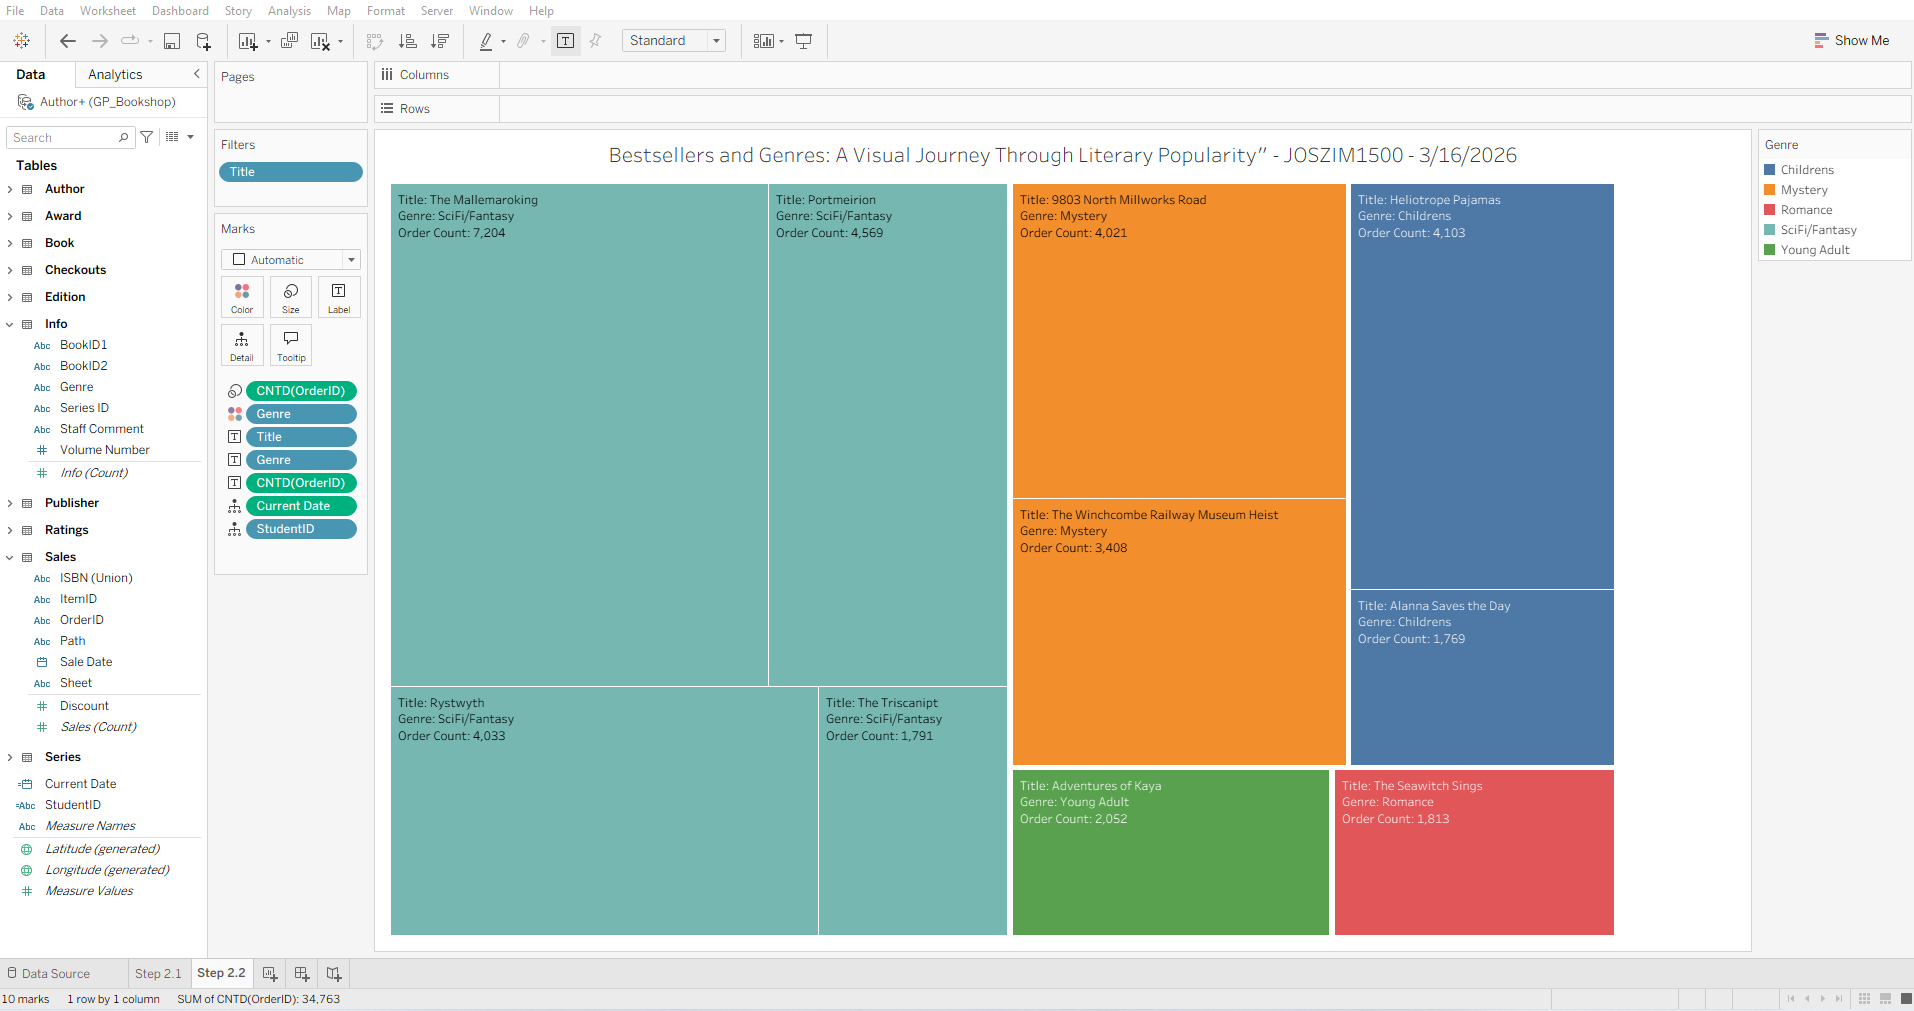 File Data Worksheet Dashboard Story Analysis Map Format Server Window Help
Standard
Show Me
Data Analytics
Author+ (GP_Bookshop)
Search
Tables
Author
Award
Book
Checkouts
Edition
Info
Abc BookID1
Abc BookID2
Abc Genre
Abc Series ID
Abc Staff Comment
# Volume Number
# Info (Count)
Publisher
Ratings
Sales
Abc ISBN (Union)
Abc ItemID
Abc OrderID
Abc Path
Sale Date
Abc Sheet
# Discount
# Sales (Count)
Series
Current Date
=Abc StudentID
Abc Measure Names
Latitude (generated)
Longitude (generated)
# Measure Values
Pages
Filters
Title
Marks
Automatic
Color Size Label
Detail Tooltip
CNTD(OrderID)
Genre
Title
Genre
CNTD(OrderID)
Current Date
StudentID
Columns
Rows
Bestsellers and Genres: A Visual Journey Through Literary Popularity” - JOSZIM1500 - 3/16/2026
Title: The Mallemaroking
Genre: SciFi/Fantasy
Order Count: 7,204
Title: Portmeirion
Genre: SciFi/Fantasy
Order Count: 4,569
Title: 9803 North Millworks Road
Genre: Mystery
Order Count: 4,021
Title: Heliotrope Pajamas
Genre: Childrens
Order Count: 4,103
Title: The Winchcombe Railway Museum Heist
Genre: Mystery
Order Count: 3,408
Title: Alanna Saves the Day
Genre: Childrens
Order Count: 1,769
Title: Rystwyth
Genre: SciFi/Fantasy
Order Count: 4,033
Title: The Triscanipt
Genre: SciFi/Fantasy
Order Count: 1,791
Title: Adventures of Kaya
Genre: Young Adult
Order Count: 2,052
Title: The Seawitch Sings
Genre: Romance
Order Count: 1,813
Genre
Childrens
Mystery
Romance
SciFi/Fantasy
Young Adult
Data Source Step 2.1 Step 2.2
10 marks 1 row by 1 column SUM of CNTD(OrderID): 34,763